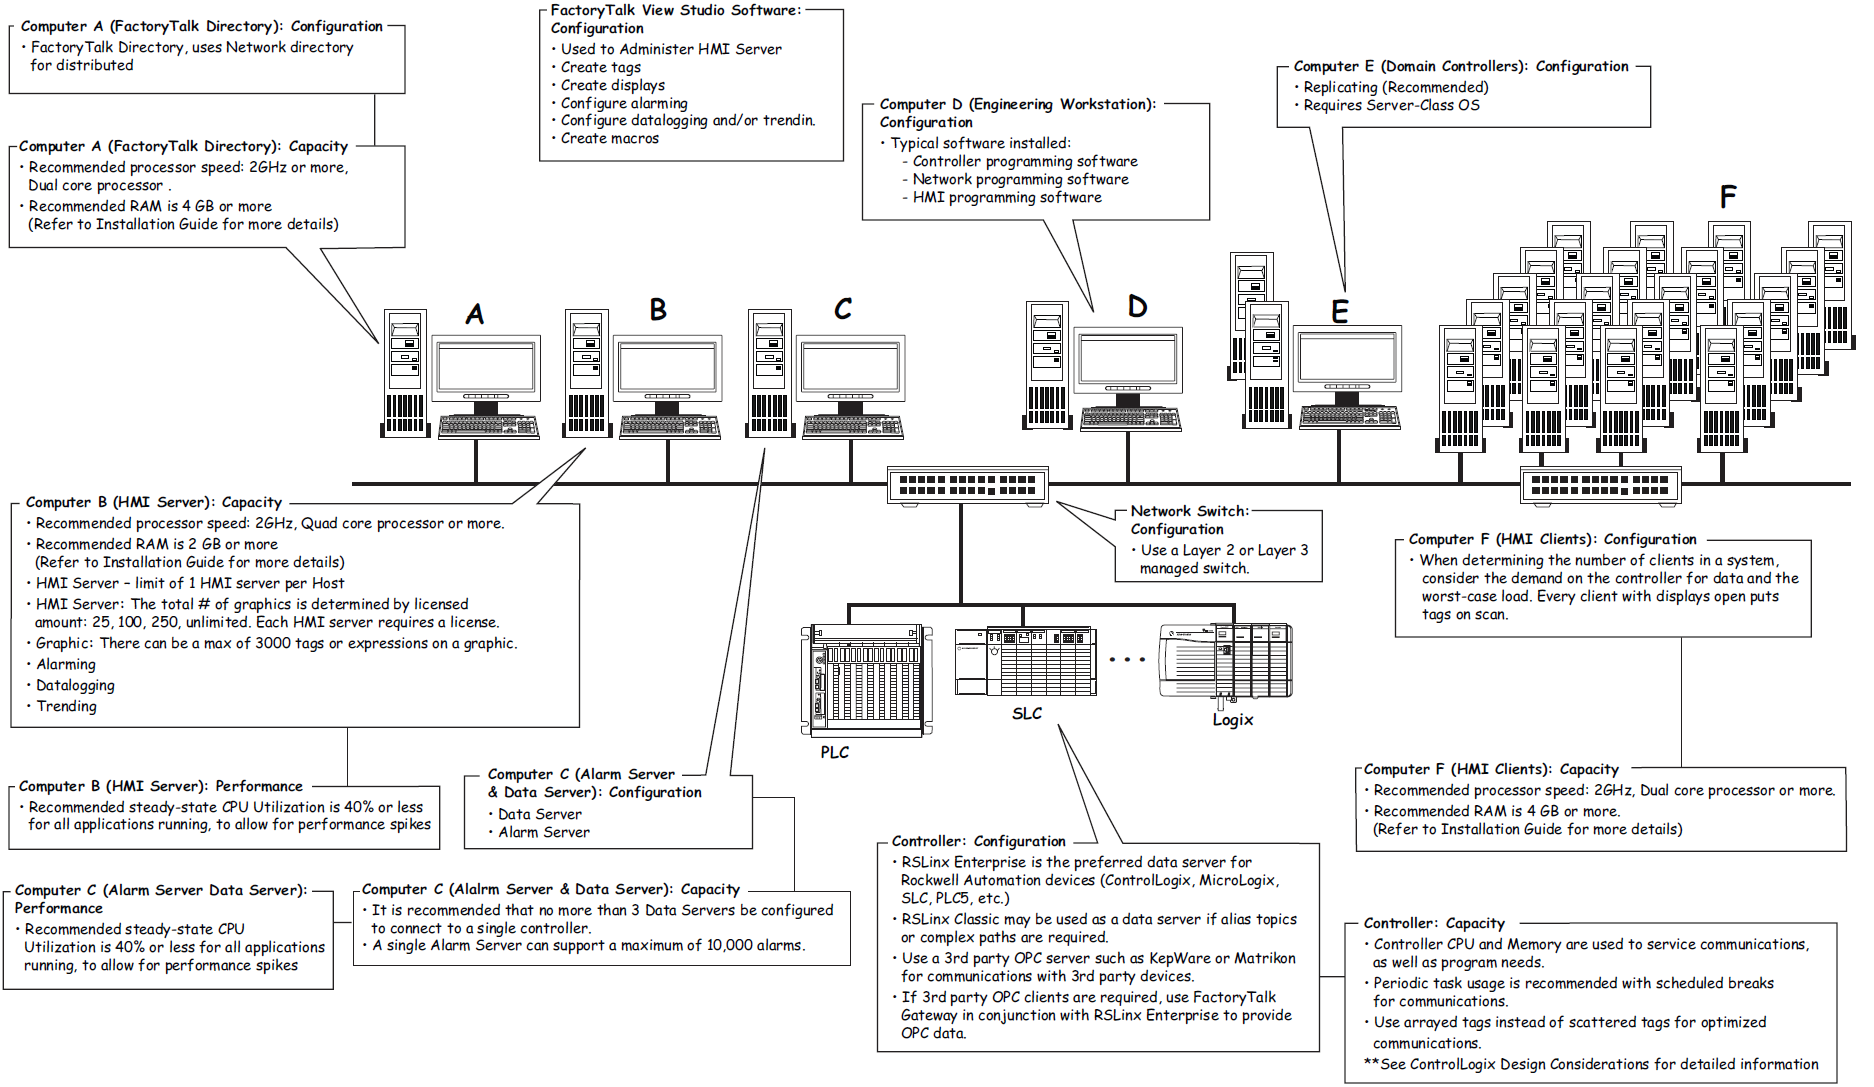 Computer A (FactoryTalk Directory): Configuration
• FactoryTalk Directory, uses Network directory
for distributed
Computer A (FactoryTalk Directory): Capacity
• Recommended processor speed: 2GHz or more,
Dual core processor .
• Recommended RAM is 4 GB or more
(Refer to Installation Guide for more details)
FactoryTalk View Studio Software:
Configuration
• Used to Administer HMI Server
• Create tags
• Create displays
• Configure alarming
• Configure datalogging and/or trendin.
• Create macros
Computer D (Engineering Workstation):
Configuration
• Typical software installed:
- Controller programming software
- Network programming software
- HMI programming software
Computer E (Domain Controllers): Configuration
• Replicating (Recommended)
• Requires Server-Class OS
A
B
C
D
E
F
Computer B (HMI Server): Capacity
• Recommended processor speed: 2GHz, Quad core processor or more.
• Recommended RAM is 2 GB or more
(Refer to Installation Guide for more details)
• HMI Server – limit of 1 HMI server per Host
• HMI Server: The total # of graphics is determined by licensed
amount: 25, 100, 250, unlimited. Each HMI server requires a license.
• Graphic: There can be a max of 3000 tags or expressions on a graphic.
• Alarming
• Datalogging
• Trending
Computer B (HMI Server): Performance
• Recommended steady-state CPU Utilization is 40% or less
for all applications running, to allow for performance spikes
Computer C (Alarm Server
& Data Server): Configuration
• Data Server
• Alarm Server
Computer C (Alarm Server Data Server):
Performance
• Recommended steady-state CPU
Utilization is 40% or less for all applications
running, to allow for performance spikes
Computer C (Alalrm Server & Data Server): Capacity
• It is recommended that no more than 3 Data Servers be configured
to connect to a single controller.
• A single Alarm Server can support a maximum of 10,000 alarms.
Network Switch:
Configuration
• Use a Layer 2 or Layer 3
managed switch.
PLC
SLC
• • •
Logix
Controller: Configuration
• RSLinx Enterprise is the preferred data server for
Rockwell Automation devices (ControlLogix, MicroLogix,
SLC, PLC5, etc.)
• RSLinx Classic may be used as a data server if alias topics
or complex paths are required.
• Use a 3rd party OPC server such as KepWare or Matrikon
for communications with 3rd party devices.
• If 3rd party OPC clients are required, use FactoryTalk
Gateway in conjunction with RSLinx Enterprise to provide
OPC data.
Computer F (HMI Clients): Configuration
• When determining the number of clients in a system,
consider the demand on the controller for data and the
worst-case load. Every client with displays open puts
tags on scan.
Computer F (HMI Clients): Capacity
• Recommended processor speed: 2GHz, Dual core processor or more.
• Recommended RAM is 4 GB or more.
(Refer to Installation Guide for more details)
Controller: Capacity
• Controller CPU and Memory are used to service communications,
as well as program needs.
• Periodic task usage is recommended with scheduled breaks
for communications.
• Use arrayed tags instead of scattered tags for optimized
communications.
**See ControlLogix Design Considerations for detailed information